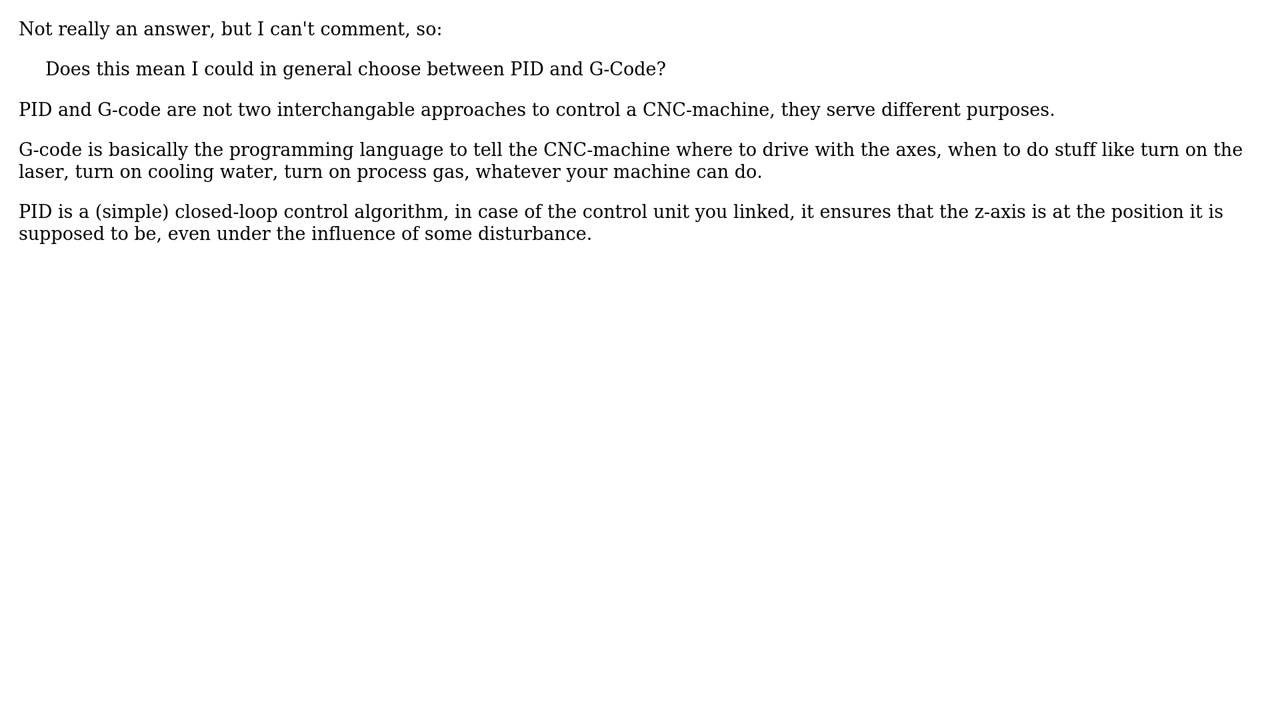 Not really an answer, but I can't comment, so:
Does this mean I could in general choose between PID and G-Code?
PID and G-code are not two interchangable approaches to control a CNC-machine, they serve different purposes.
G-code is basically the programming language to tell the CNC-machine where to drive with the axes, when to do stuff like turn on the
laser, turn on cooling water, turn on process gas, whatever your machine can do.
PID is a (simple) closed-loop control algorithm, in case of the control unit you linked, it ensures that the z-axis is at the position it is
supposed to be, even under the influence of some disturbance.